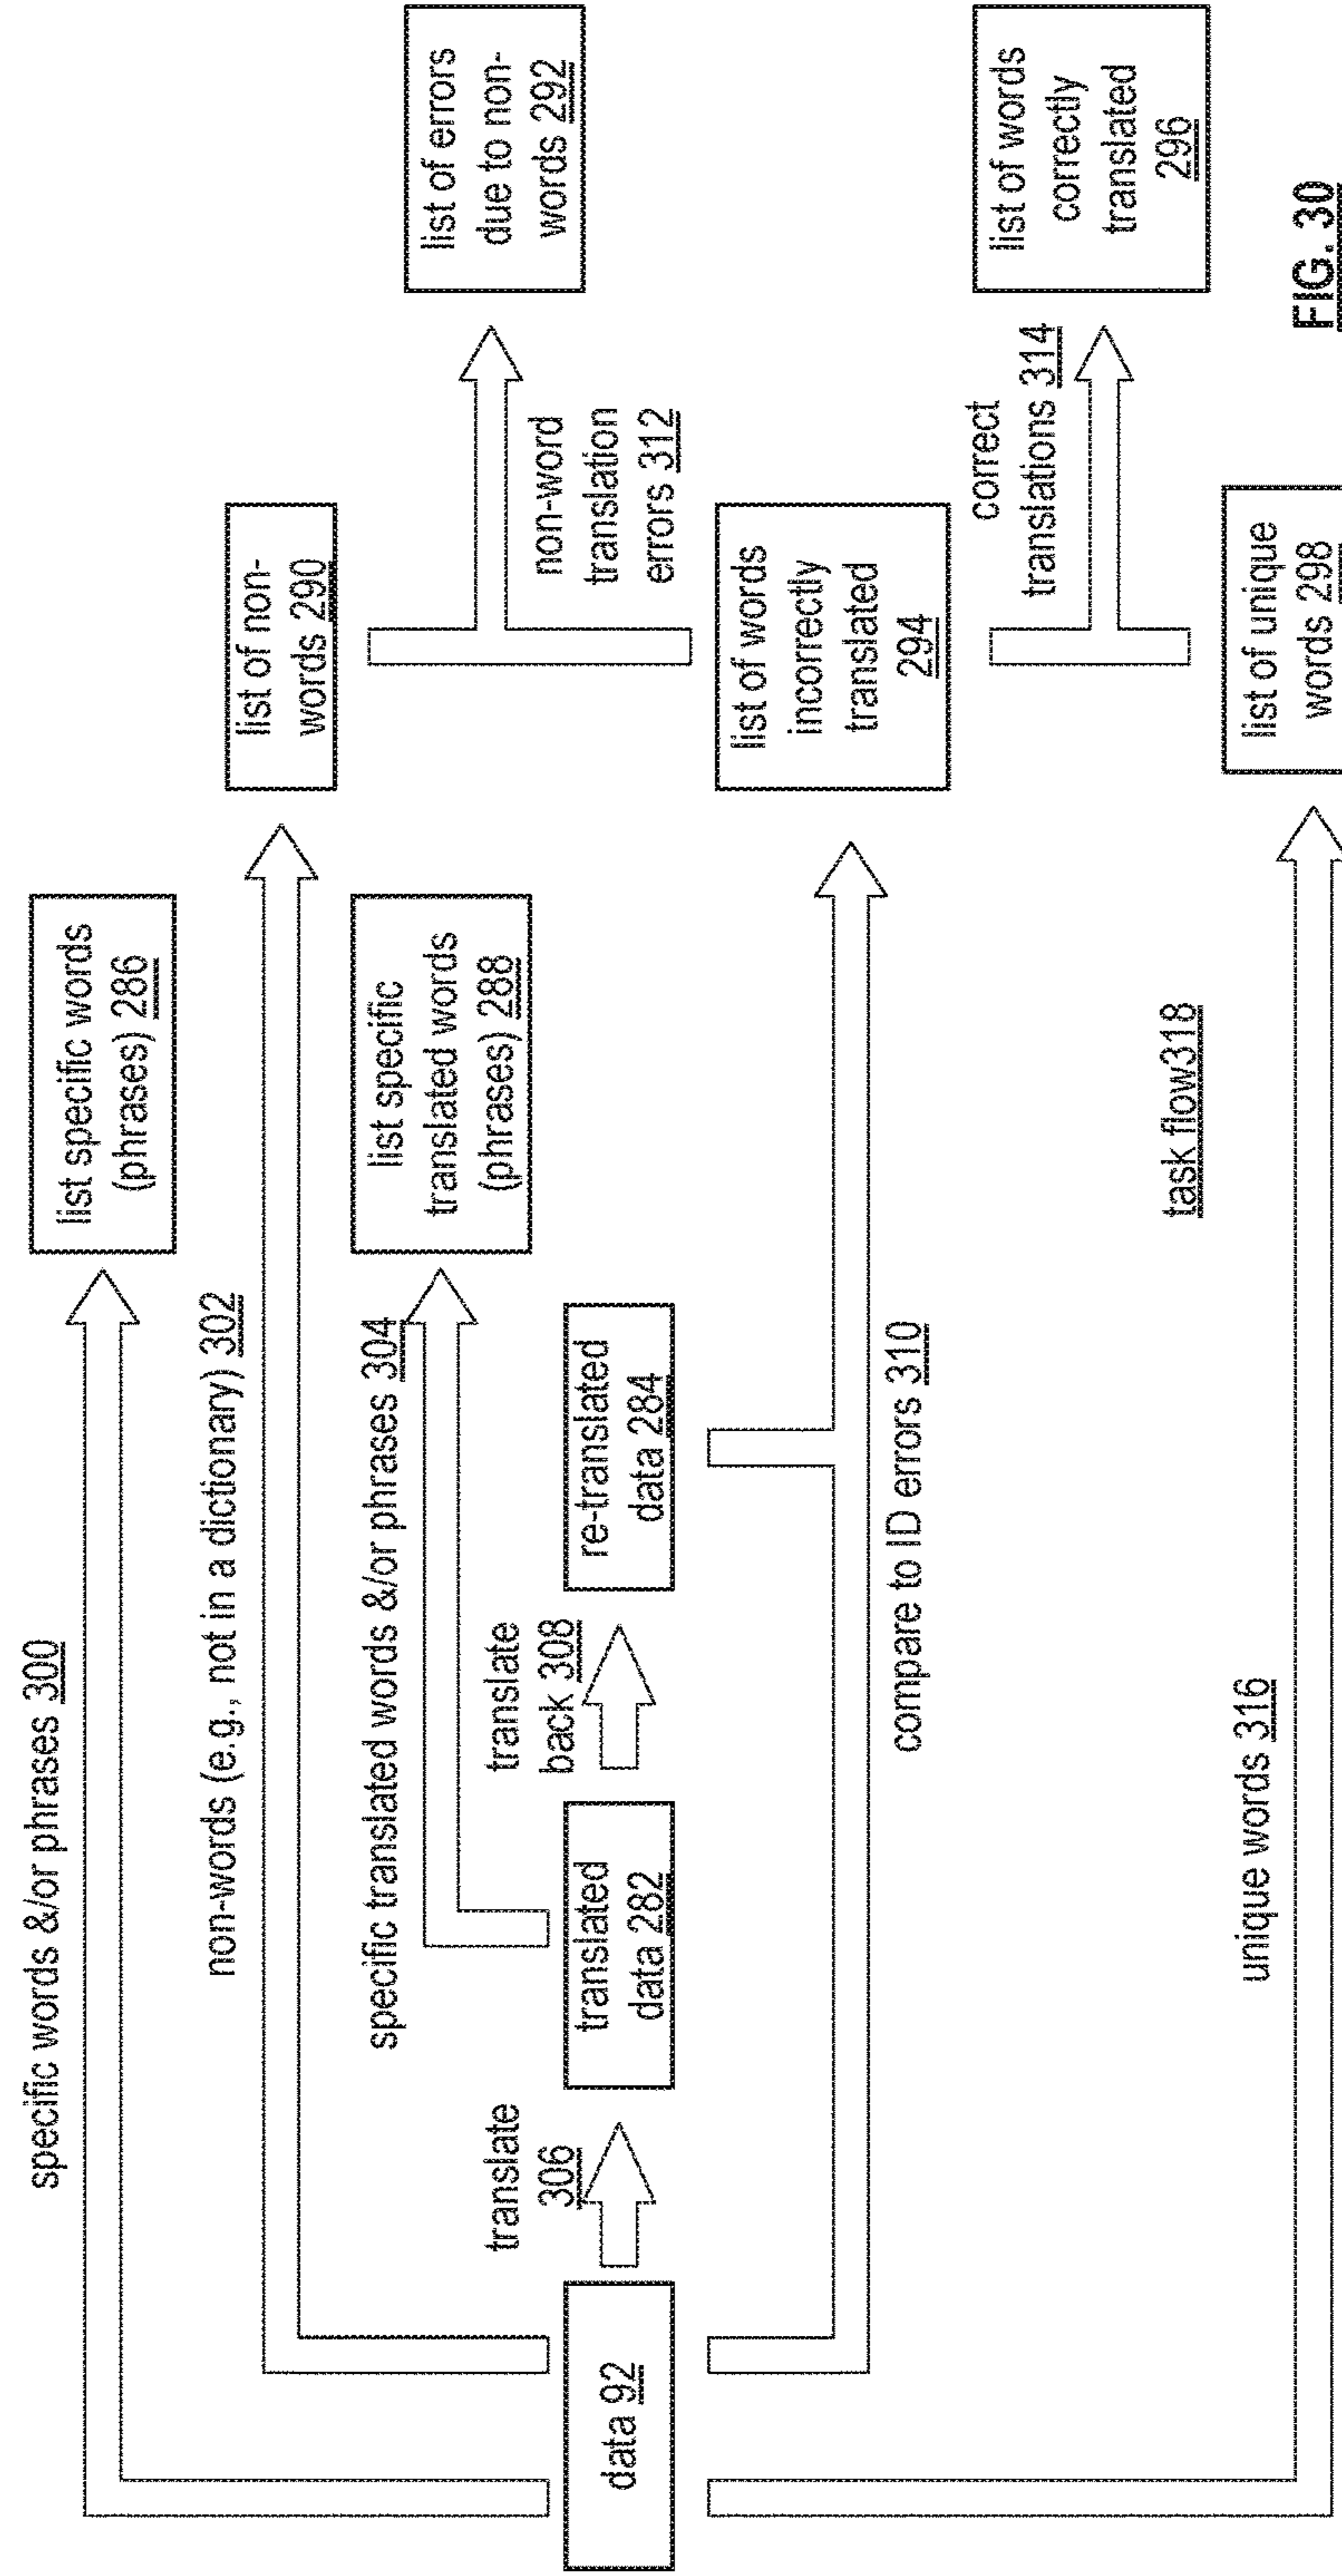 specific words &/or phrases 300
list specific words
(phrases) 286
non-words (e.g., not in a dictionary) 302
list of non-
words 290
specific translated words &/or phrases 304
list specific
translated words
(phrases) 288
list of errors
due to non-
words 292
non-word
translation
errors 312
translate
306
translate
back 308
data 92
translated
data 282
re-translated
data 284
list of words
incorrectly
translated
294
compare to ID errors 310
correct
translations 314
list of words
correctly
translated
296
task flow318
unique words 316
list of unique
words 298
FIG. 30